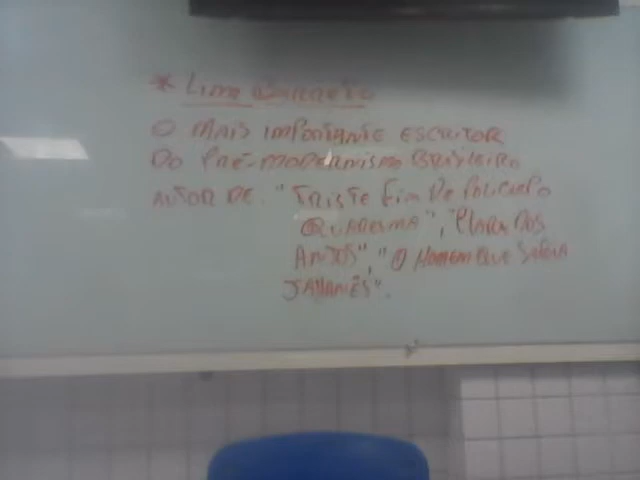 * Lima Barreto
O MAIS IMPORTANTE ESCRITOR
DO PRÉ-MODERNISMO BRASILEIRO
AUTOR DE: "TRISTE FIM DE POLICARPO
QUARESMA", "CLARA DOS
ANJOS", "O HOMEM QUE SABIA
JAVANÊS".